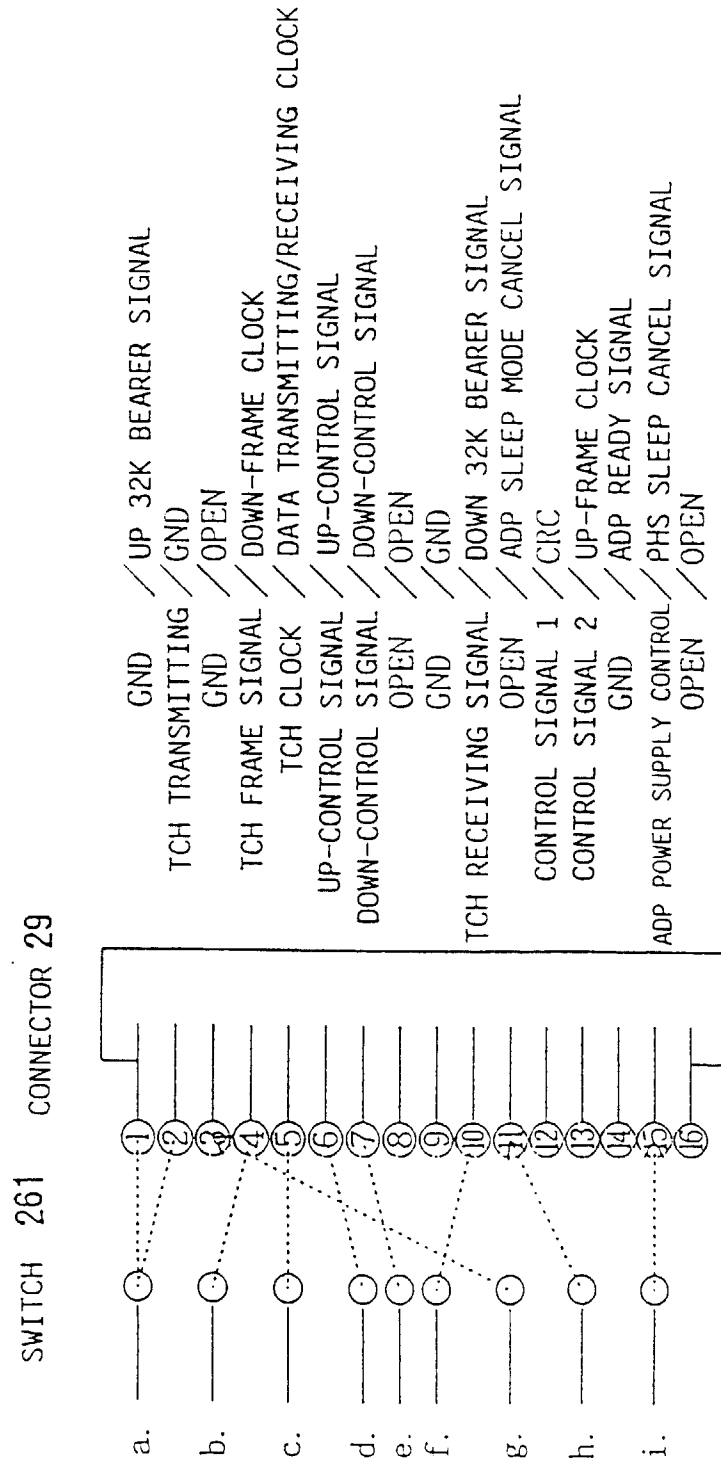 SWITCH 261 CONNECTOR 29
a. 1 GND / UP 32K BEARER SIGNAL
2 TCH TRANSMITTING / GND
b. 3 GND / OPEN
4 TCH FRAME SIGNAL / DOWN-FRAME CLOCK
c. 5 TCH CLOCK / DATA TRANSMITTING/RECEIVING CLOCK
6 UP-CONTROL SIGNAL / UP-CONTROL SIGNAL
d. 7 DOWN-CONTROL SIGNAL / DOWN-CONTROL SIGNAL
e. 8 OPEN / OPEN
f. 9 GND / GND
10 TCH RECEIVING SIGNAL / DOWN 32K BEARER SIGNAL
g. 11 OPEN / ADP SLEEP MODE CANCEL SIGNAL
12 CONTROL SIGNAL 1 / CRC
h. 13 CONTROL SIGNAL 2 / UP-FRAME CLOCK
14 GND / ADP READY SIGNAL
i. 15 ADP POWER SUPPLY CONTROL / PHS SLEEP CANCEL SIGNAL
16 OPEN / OPEN